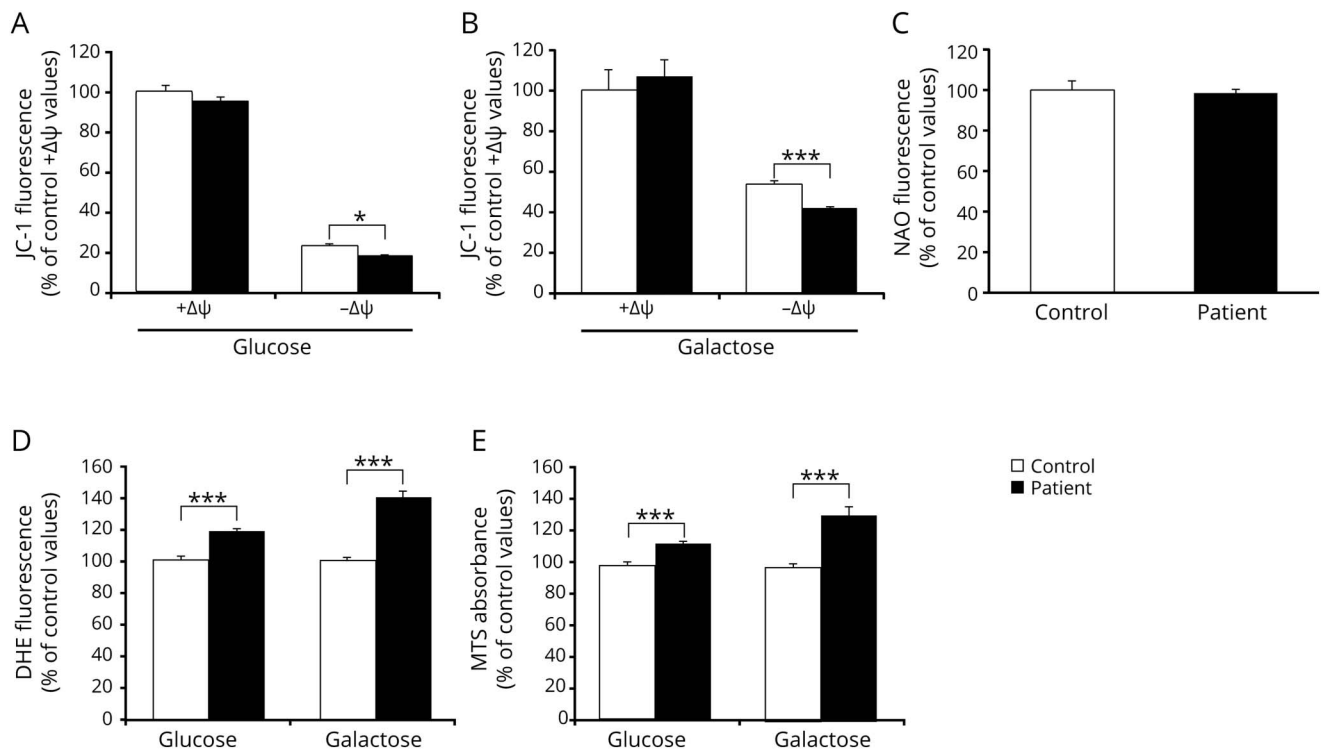 A
JC-1 fluorescence
(% of control +Δψ values)
120
100
80
60
40
20
0
*
+Δψ
−Δψ
Glucose
B
JC-1 fluorescence
(% of control +Δψ values)
120
100
80
60
40
20
0
***
+Δψ
−Δψ
Galactose
C
NAO fluorescence
(% of control values)
120
100
80
60
40
20
0
Control
Patient
D
DHE fluorescence
(% of control values)
160
140
120
100
80
60
40
20
0
***
***
Glucose
Galactose
E
MTS absorbance
(% of control values)
160
140
120
100
80
60
40
20
0
***
***
Glucose
Galactose
Control
Patient